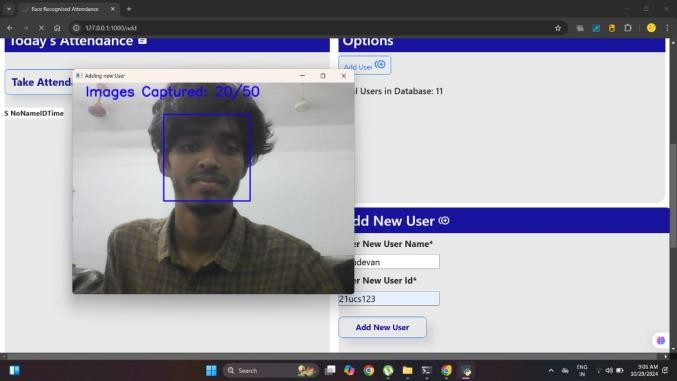 Face Recognised Attendance
127.0.0.1:1000/add
Today's Attendance
Options
Adding new User
Add User
Take Attend
Images Captured: 20/50
l Users in Database: 11
S NoNameIDTime
dd New User
er New User Name*
devan
er New User Id*
21ucs123
Add New User
Search
ENG
IN
9:06 AM
10/29/2024